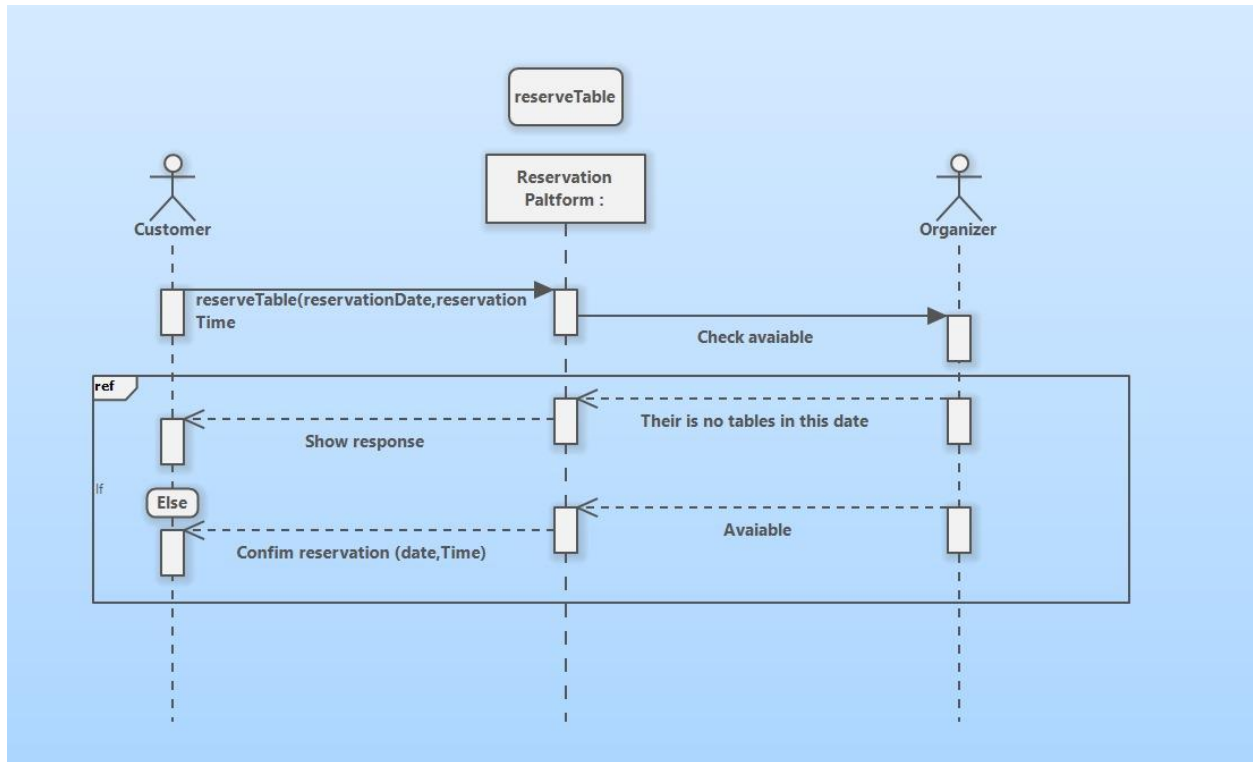 reserveTable
Reservation
Paltform :
Customer
Organizer
reserveTable(reservationDate,reservation
Time
Check avaiable
ref
Their is no tables in this date
Show response
If
Else
Avaiable
Confim reservation (date,Time)